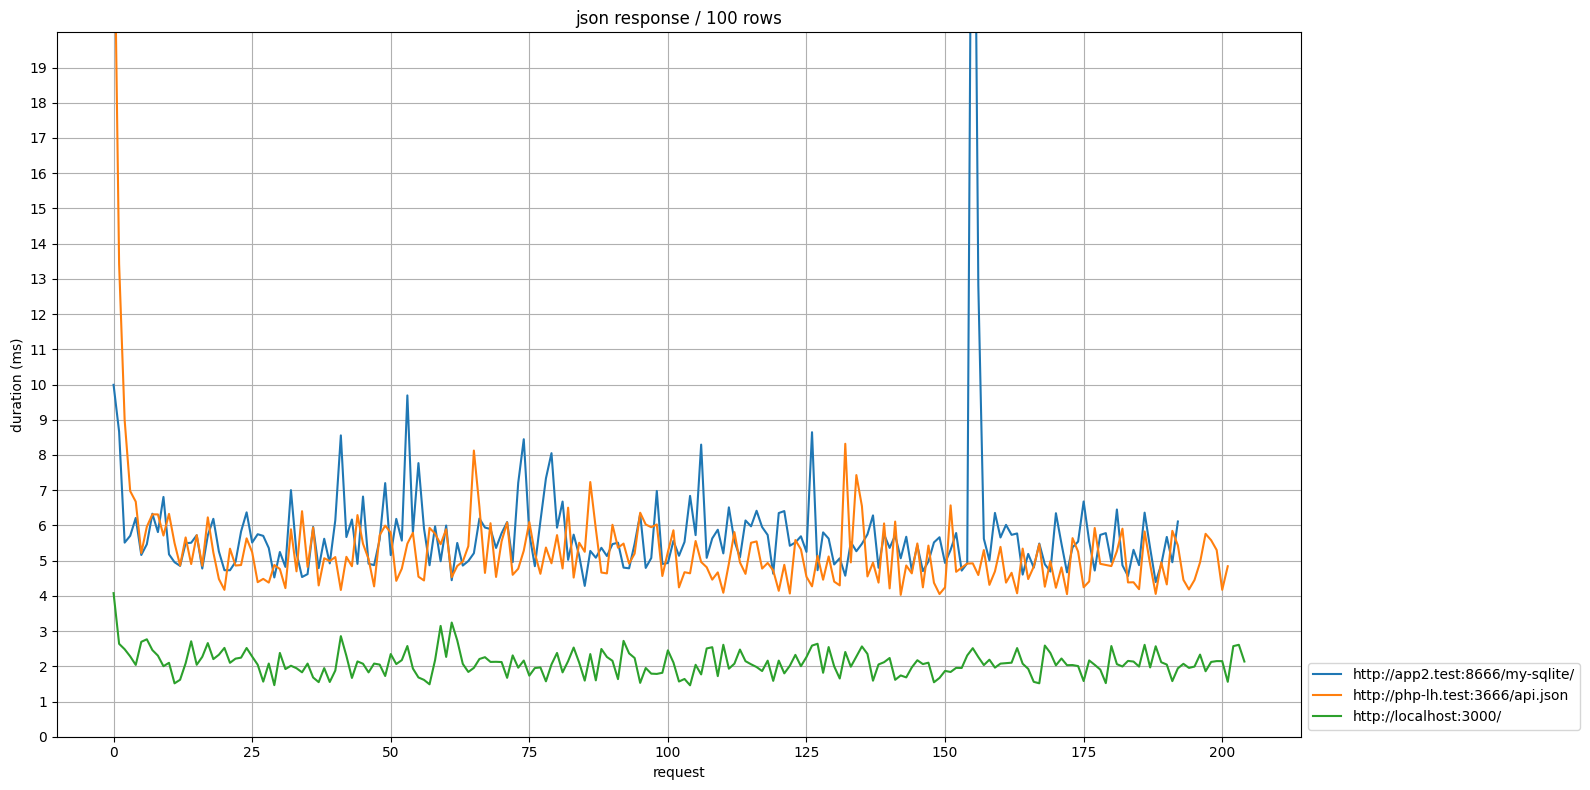 json response / 100 rows
duration (ms)
19
18
17
16
15
14
13
12
11
10
9
8
7
6
5
4
3
2
1
0
0 25 50 75 100 125 150 175 200
request
http://app2.test:8666/my-sqlite/
http://php-lh.test:3666/api.json
http://localhost:3000/